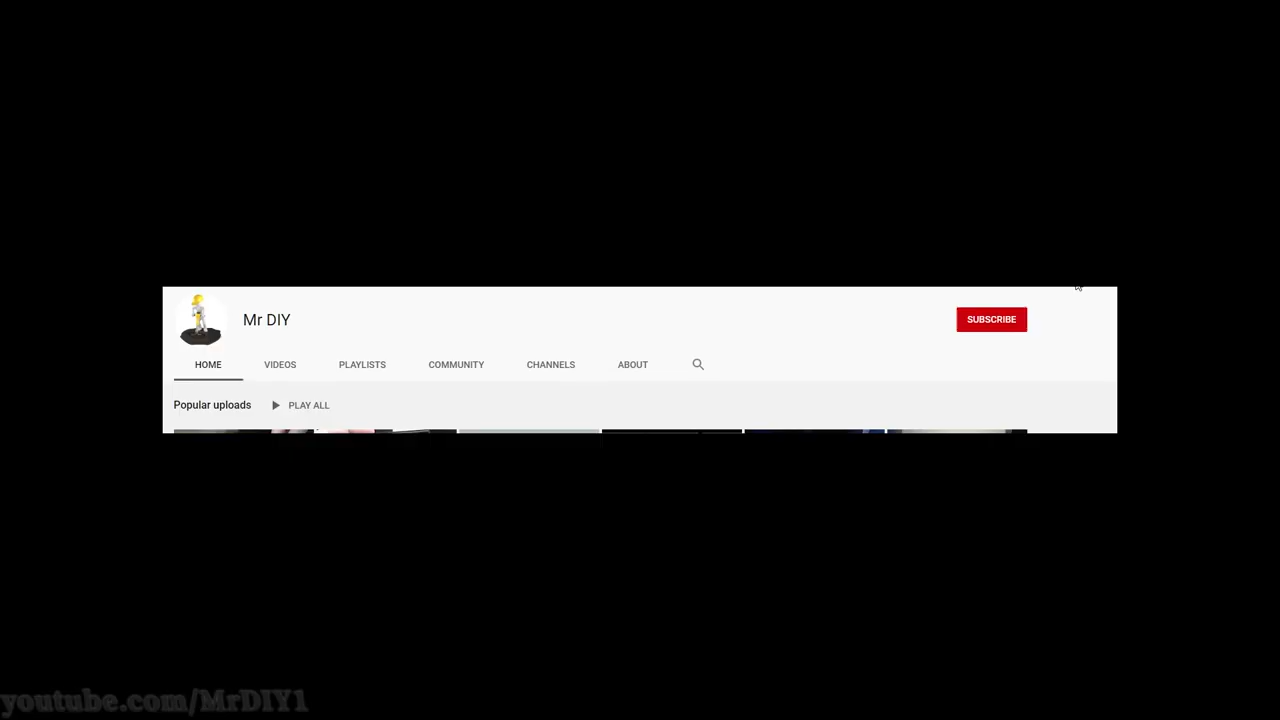 Mr DIY
SUBSCRIBE
HOME VIDEOS PLAYLISTS COMMUNITY CHANNELS ABOUT
Popular uploads PLAY ALL
youtube.com/MrDIY1